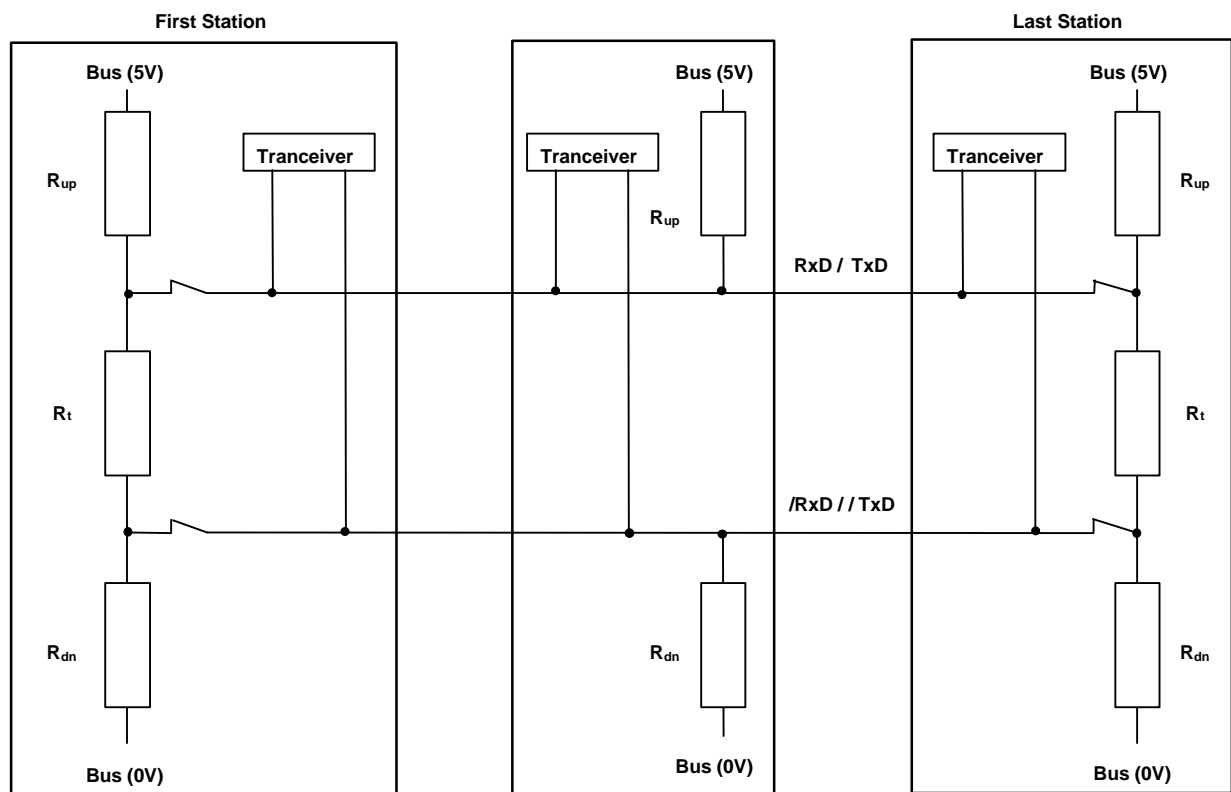 First Station
Last Station
Bus (5V)
Bus (5V)
Bus (5V)
Tranceiver
Tranceiver
Tranceiver
Rup
Rup
Rup
RxD / TxD
Rt
Rt
/RxD / / TxD
Rdn
Rdn
Rdn
Bus (0V)
Bus (0V)
Bus (0V)